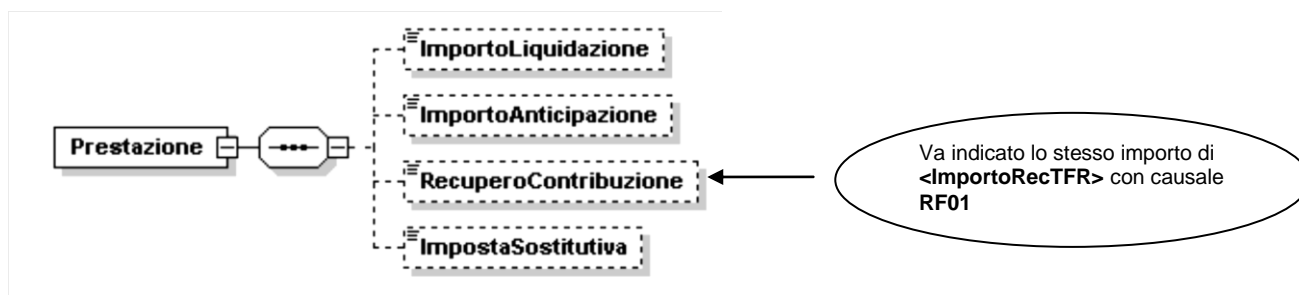 ImportoLiquidazione
ImportoAnticipazione
Prestazione
RecuperoContribuzione
ImpostaSostitutiva
Va indicato lo stesso importo di
<ImportoRecTFR> con causale
RF01